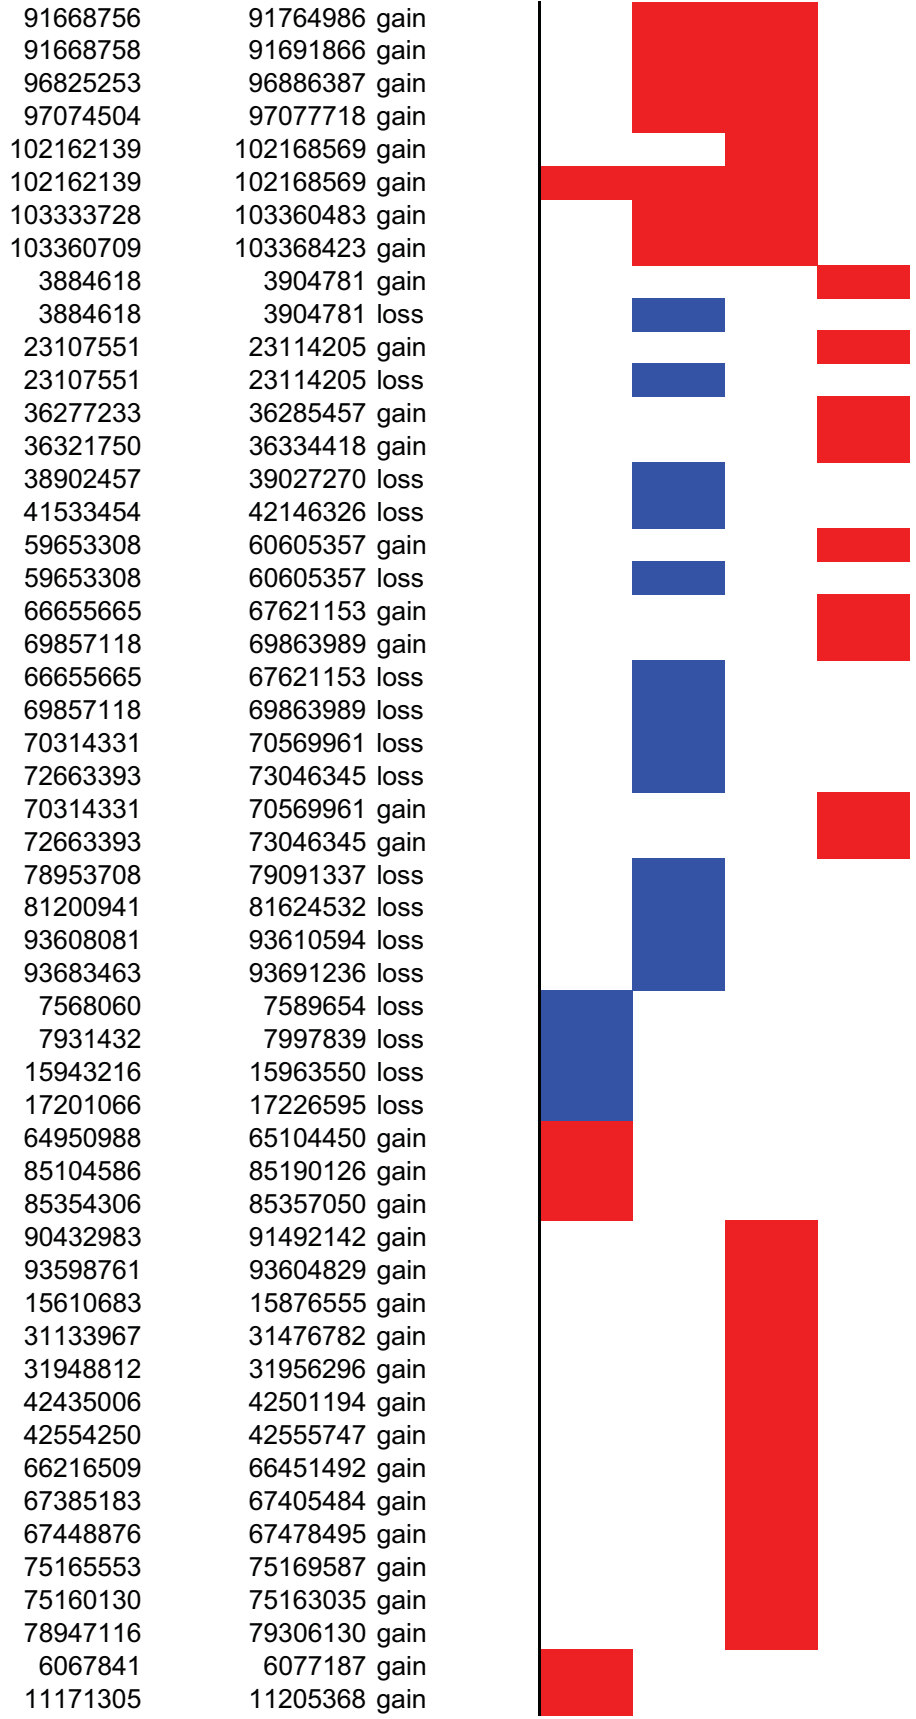 91668756 91764986 gain
91668758 91691866 gain
96825253 96886387 gain
97074504 97077718 gain
102162139 102168569 gain
102162139 102168569 gain
103333728 103360483 gain
103360709 103368423 gain
3884618 3904781 gain
3884618 3904781 loss
23107551 23114205 gain
23107551 23114205 loss
36277233 36285457 gain
36321750 36334418 gain
38902457 39027270 loss
41533454 42146326 loss
59653308 60605357 gain
59653308 60605357 loss
66655665 67621153 gain
69857118 69863989 gain
66655665 67621153 loss
69857118 69863989 loss
70314331 70569961 loss
72663393 73046345 loss
70314331 70569961 gain
72663393 73046345 gain
78953708 79091337 loss
81200941 81624532 loss
93608081 93610594 loss
93683463 93691236 loss
7568060 7589654 loss
7931432 7997839 loss
15943216 15963550 loss
17201066 17226595 loss
64950988 65104450 gain
85104586 85190126 gain
85354306 85357050 gain
90432983 91492142 gain
93598761 93604829 gain
15610683 15876555 gain
31133967 31476782 gain
31948812 31956296 gain
42435006 42501194 gain
42554250 42555747 gain
66216509 66451492 gain
67385183 67405484 gain
67448876 67478495 gain
75165553 75169587 gain
75160130 75163035 gain
78947116 79306130 gain
6067841 6077187 gain
11171305 11205368 gain